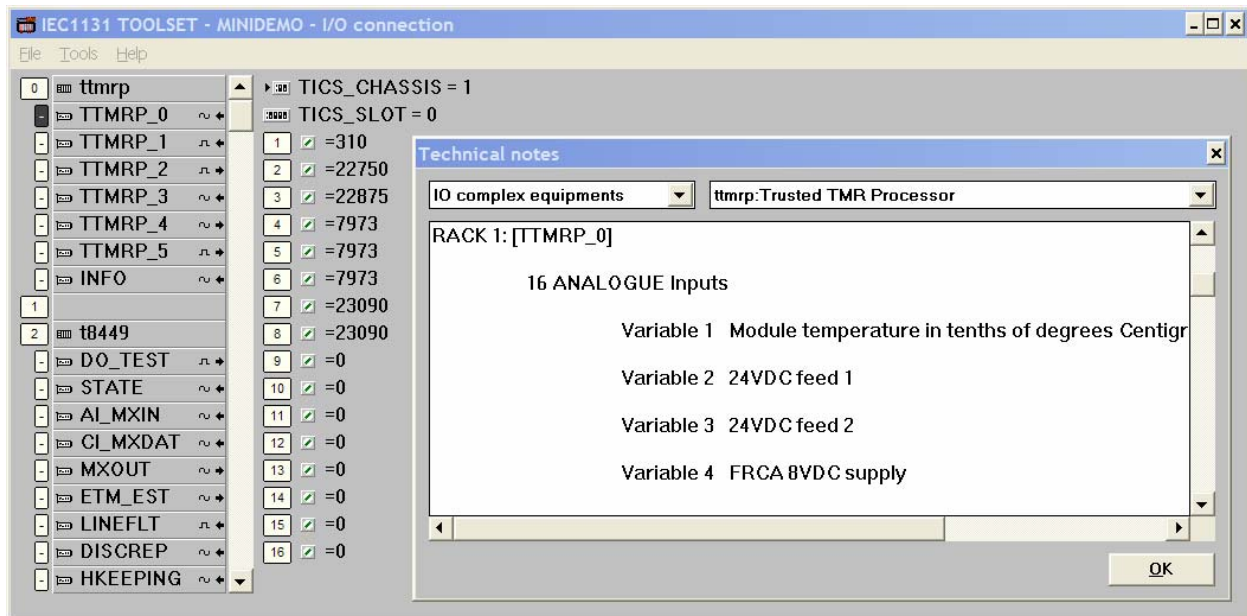 IEC1131 TOOLSET - MINIDEMO - I/O connection
File Tools Help
0 ttmrp
- TTMRP_0
- TTMRP_1
- TTMRP_2
- TTMRP_3
- TTMRP_4
- TTMRP_5
- INFO
1
2 t8449
- DO_TEST
- STATE
- AI_MXIN
- CI_MXDAT
- MXOUT
- ETM_EST
- LINEFLT
- DISCREP
- HKEEPING
TICS_CHASSIS = 1
TICS_SLOT = 0
1 =310
2 =22750
3 =22875
4 =7973
5 =7973
6 =7973
7 =23090
8 =23090
9 =0
10 =0
11 =0
12 =0
13 =0
14 =0
15 =0
16 =0
Technical notes
IO complex equipments ttmrp:Trusted TMR Processor
RACK 1: [TTMRP_0]
16 ANALOGUE Inputs
Variable 1 Module temperature in tenths of degrees Centigr
Variable 2 24VDC feed 1
Variable 3 24VDC feed 2
Variable 4 FRCA 8VDC supply
OK